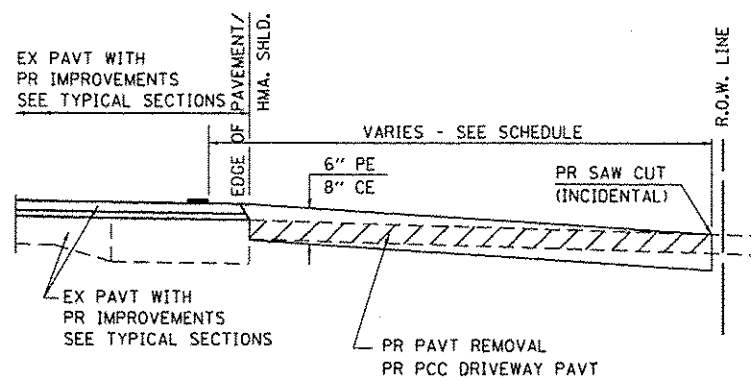 EX PAVT WITH
PR IMPROVEMENTS
SEE TYPICAL SECTIONS
EDGE OF PAVEMENT/
HMA. SHLD.
R.O.W. LINE
VARIES - SEE SCHEDULE
6" PE
8" CE
PR SAW CUT
(INCIDENTAL)
EX PAVT WITH
PR IMPROVEMENTS
SEE TYPICAL SECTIONS
PR PAVT REMOVAL
PR PCC DRIVEWAY PAVT